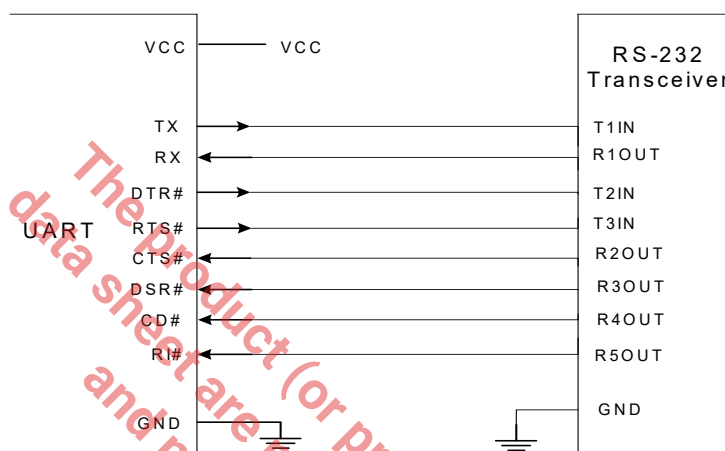 VCC VCC
RS-232
Transceiver
TX T1IN
RX R1OUT
DTR# T2IN
UART
RTS# T3IN
CTS# R2OUT
DSR# R3OUT
CD# R4OUT
RI# R5OUT
GND GND
The product (or
data sheet are
and